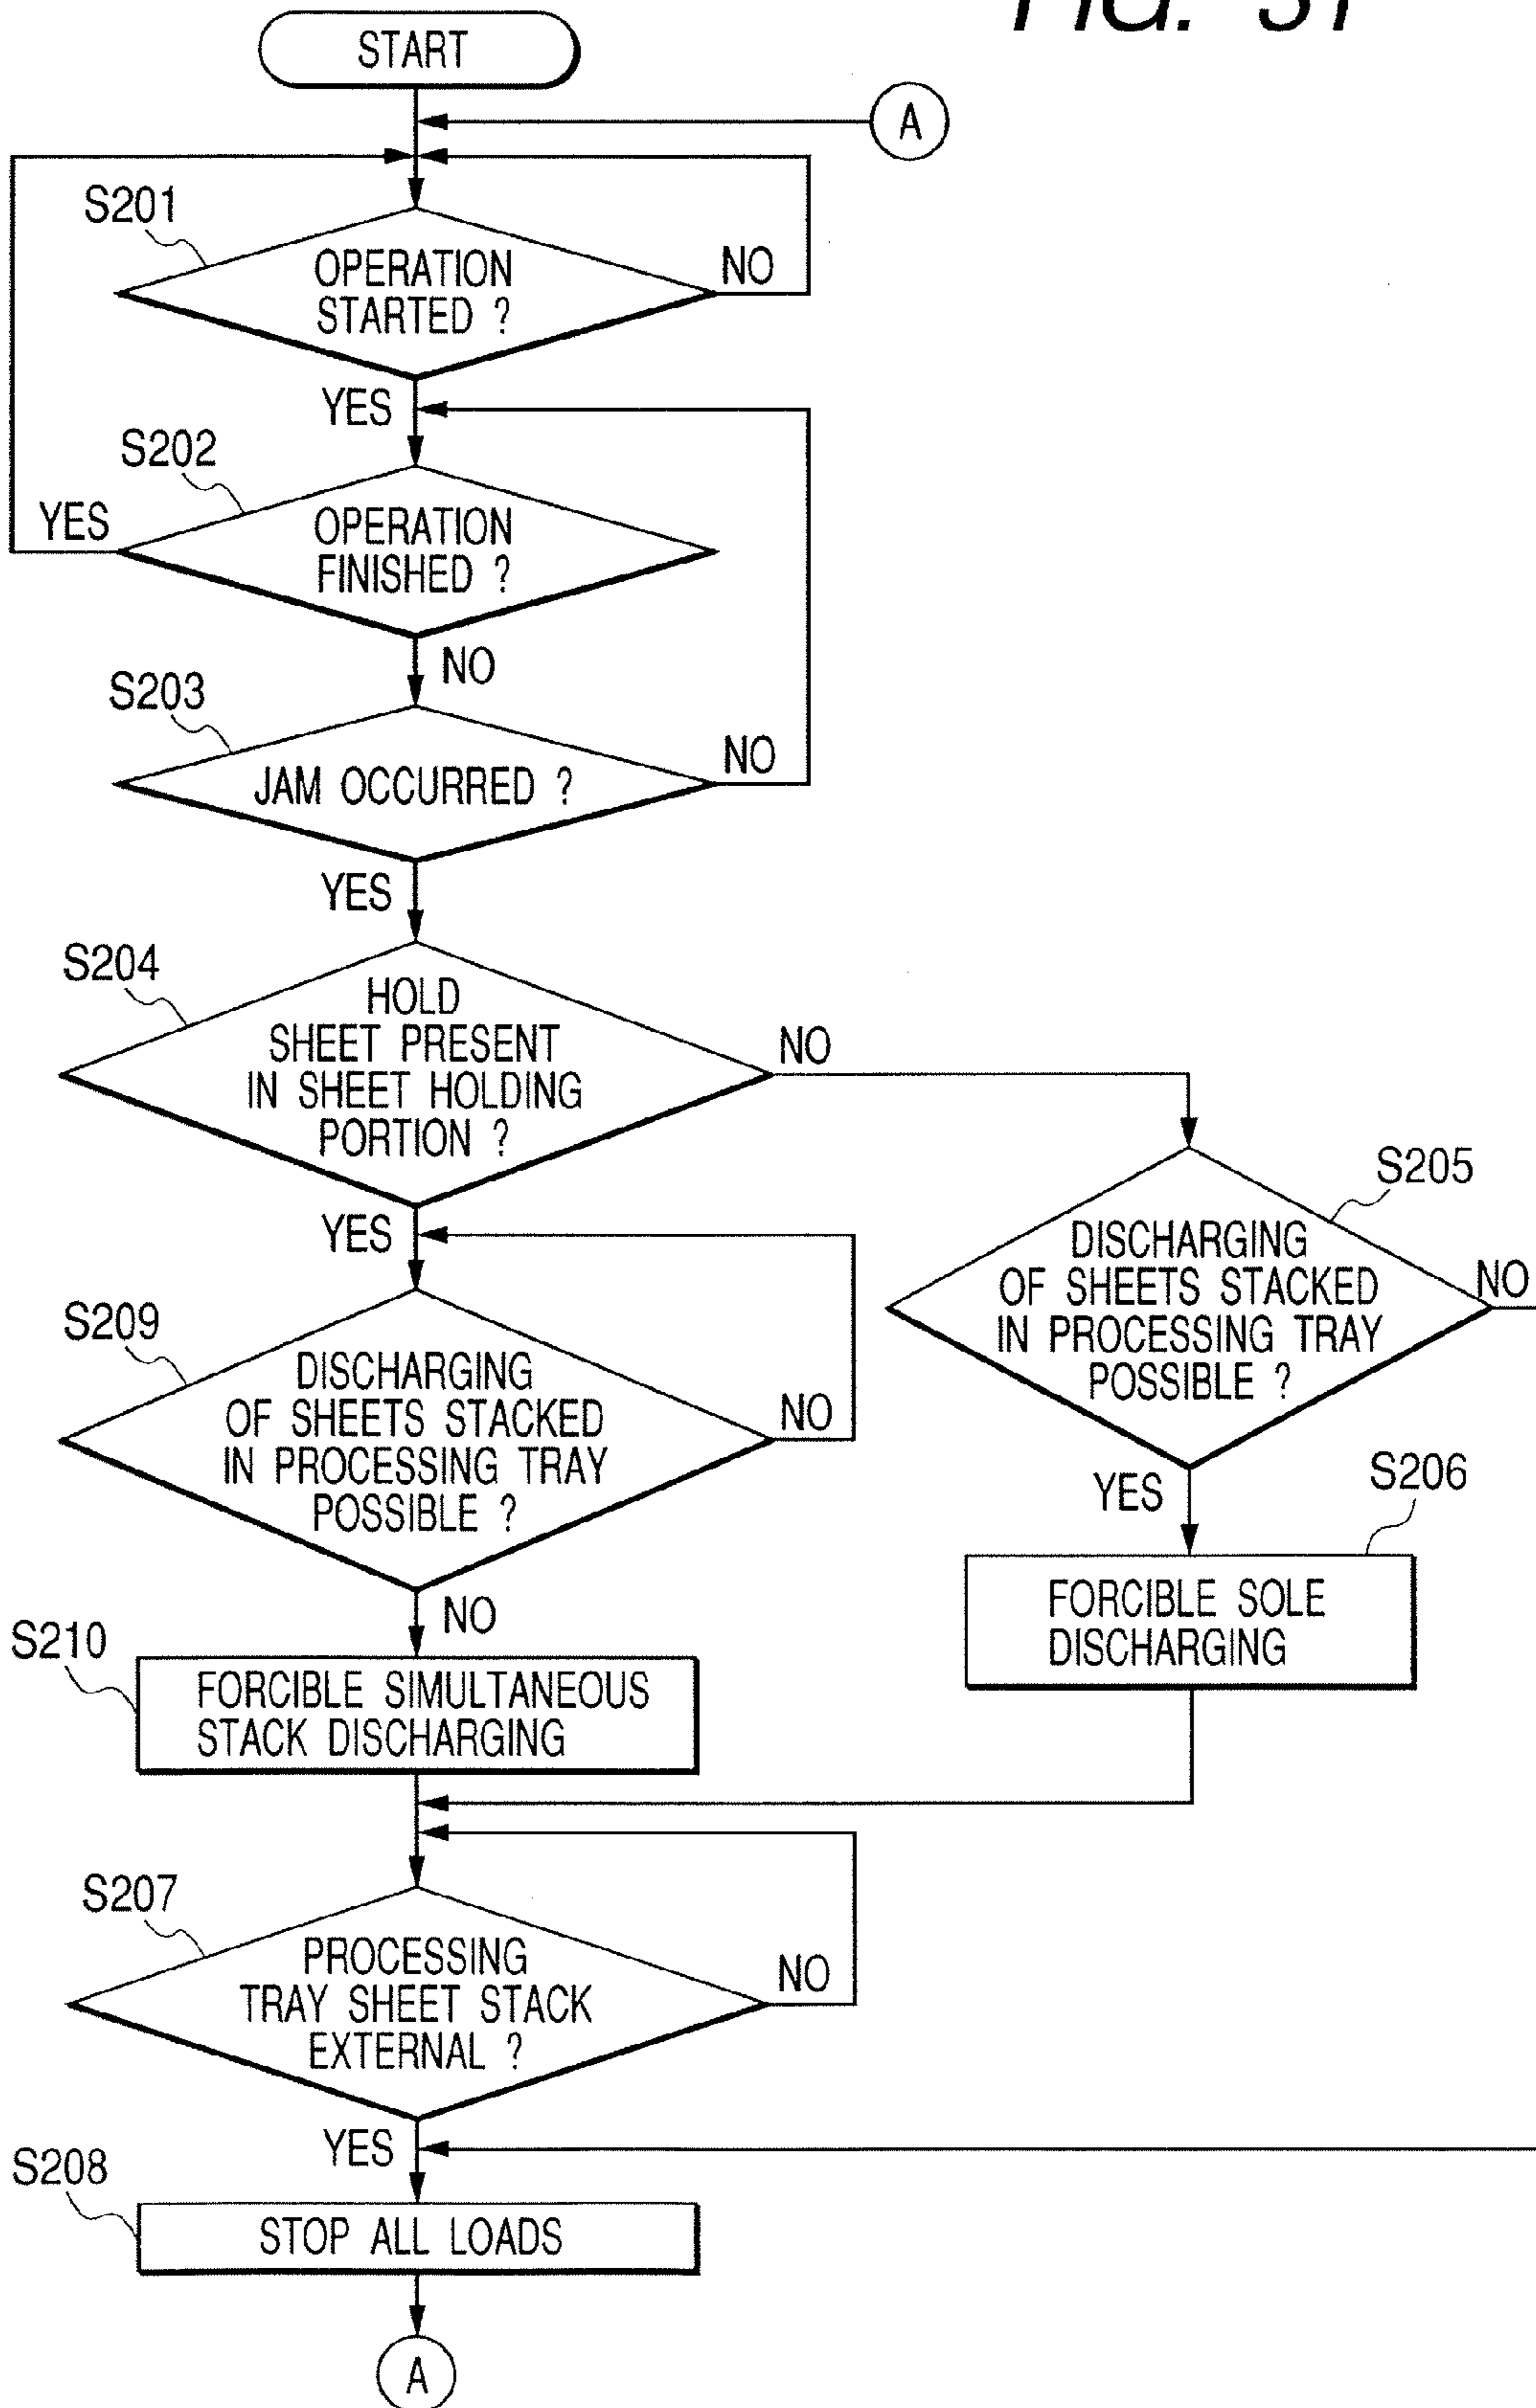 FIG. 31
START
A
S201
OPERATION
STARTED ?
NO
YES
S202
OPERATION
FINISHED ?
YES
NO
S203
JAM OCCURRED ?
NO
YES
S204
HOLD
SHEET PRESENT
IN SHEET HOLDING
PORTION ?
NO
YES
S205
DISCHARGING
OF SHEETS STACKED
IN PROCESSING TRAY
POSSIBLE ?
NO
YES
S206
FORCIBLE SOLE
DISCHARGING
S209
DISCHARGING
OF SHEETS STACKED
IN PROCESSING TRAY
POSSIBLE ?
NO
NO
S210
FORCIBLE SIMULTANEOUS
STACK DISCHARGING
S207
PROCESSING
TRAY SHEET STACK
EXTERNAL ?
NO
YES
S208
STOP ALL LOADS
A